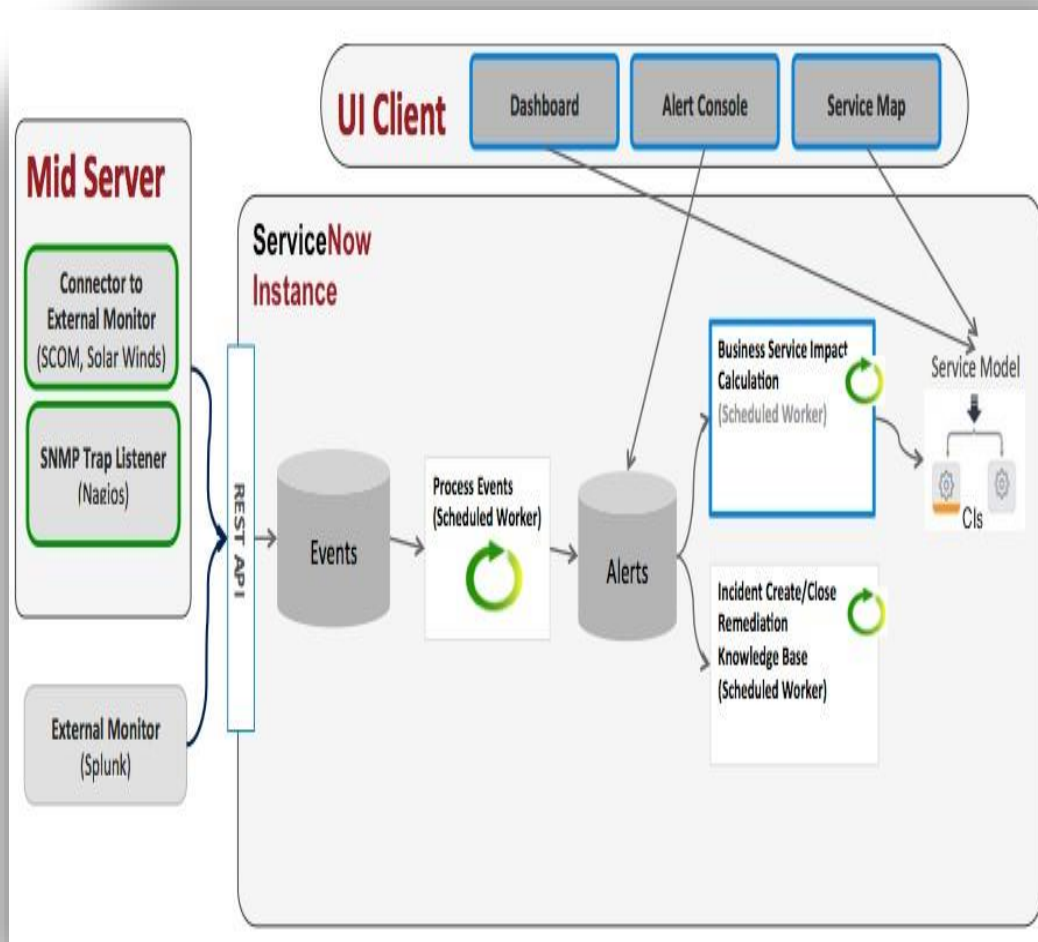 UI Client
Dashboard
Alert Console
Service Map
Mid Server
Connector to
External Monitor
(SCOM, Solar Winds)
SNMP Trap Listener
(Nagios)
External Monitor
(Splunk)
REST API
ServiceNow
Instance
Events
Process Events
(Scheduled Worker)
Alerts
Business Service Impact
Calculation
(Scheduled Worker)
Incident Create/Close
Remediation
Knowledge Base
(Scheduled Worker)
Service Model
CIs